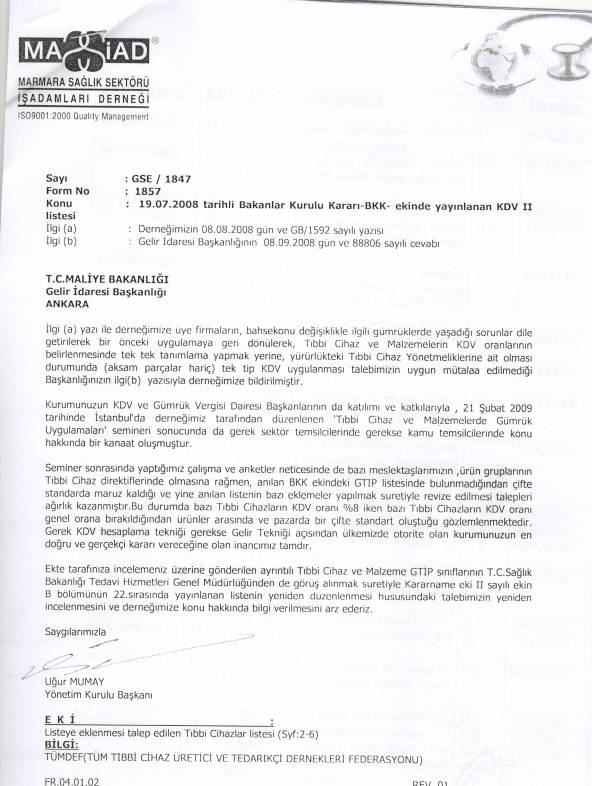 MASİAD®
MARMARA SAĞLIK SEKTÖRÜ
İŞADAMLARI DERNEĞİ
ISO9001:2000 Quality Management
Sayı : GSE / 1847
Form No : 1857
Konu : 19.07.2008 tarihli Bakanlar Kurulu Kararı-BKK- ekinde yayınlanan KDV II
listesi
İlgi (a) : Derneğimizin 08.08.2008 gün ve GB/1592 sayılı yazısı
İlgi (b) : Gelir İdaresi Başkanlığının 08.09.2008 gün ve 88806 sayılı cevabı
T.C.MALİYE BAKANLIĞI
Gelir İdaresi Başkanlığı
ANKARA
İlgi (a) yazı ile derneğimize üye firmaların, bahsekonu değişiklikle ilgili gümrüklerde yaşadığı sorunlar dile
getirilerek bir önceki uygulamaya geri dönülerek, Tıbbi Cihaz ve Malzemelerin KDV oranlarının
belirlenmesinde tek tek tanımlama yapmak yerine, yürürlükteki Tıbbi Cihaz Yönetmeliklerine ait olması
durumunda (aksam parçalar hariç) tek tip KDV uygulanması talebimizin uygun mütalaa edilmediği
Başkanlığınızın ilgi(b) yazısıyla derneğimize bildirilmiştir.
Kurumunuzun KDV ve Gümrük Vergisi Dairesi Başkanlarının da katılımı ve katkılarıyla , 21 Şubat 2009
tarihinde İstanbul'da derneğimiz tarafından düzenlenen 'Tıbbi Cihaz ve Malzemelerde Gümrük
Uygulamaları' semineri sonucunda da gerek sektör temsilcilerinde gerekse kamu temsilcilerinde konu
hakkında bir kanaat oluşmuştur.
Seminer sonrasında yaptığımız çalışma ve anketler neticesinde de bazı meslektaşlarımızın ,ürün gruplarının
Tıbbi Cihaz direktiflerinde olmasına rağmen, anılan BKK ekindeki GTİP listesinde bulunmadığından çifte
standarda maruz kaldığı ve yine anılan listenin bazı eklemeler yapılmak suretiyle revize edilmesi talepleri
ağırlık kazanmıştır.Bu durumda bazı Tıbbi Cihazların KDV oranı %8 iken bazı Tıbbi Cihazların KDV oranı
genel orana bırakıldığından ürünler arasında ve pazarda bir çifte standart oluştuğu gözlemlenmektedir.
Gerek KDV hesaplama tekniği gerekse Gelir Tekniği açısından ülkemizde otorite olan kurumunuzun en
doğru ve gerçekçi kararı vereceğine olan inancımız tamdır.
Ekte tarafınıza incelemeniz üzerine gönderilen ayrıntılı Tıbbi Cihaz ve Malzeme GTİP sınıflarının T.C.Sağlık
Bakanlığı Tedavi Hizmetleri Genel Müdürlüğünden de görüş alınmak suretiyle Kararname eki II sayılı ekin
B bölümünün 22.sırasında yayınlanan listenin yeniden düzenlenmesi hususundaki talebimizin yeniden
incelenmesini ve derneğimize konu hakkında bilgi verilmesini arz ederiz.
Saygılarımızla
Uğur MUMAY
Yönetim Kurulu Başkanı
E K İ :
Listeye eklenmesi talep edilen Tıbbi Cihazlar listesi (Syf:2-6)
BİLGİ:
TÜMDEF(TÜM TIBBİ CİHAZ ÜRETİCİ VE TEDARİKÇİ DERNEKLERİ FEDERASYONU)
FR.04.01.02 REV. 01